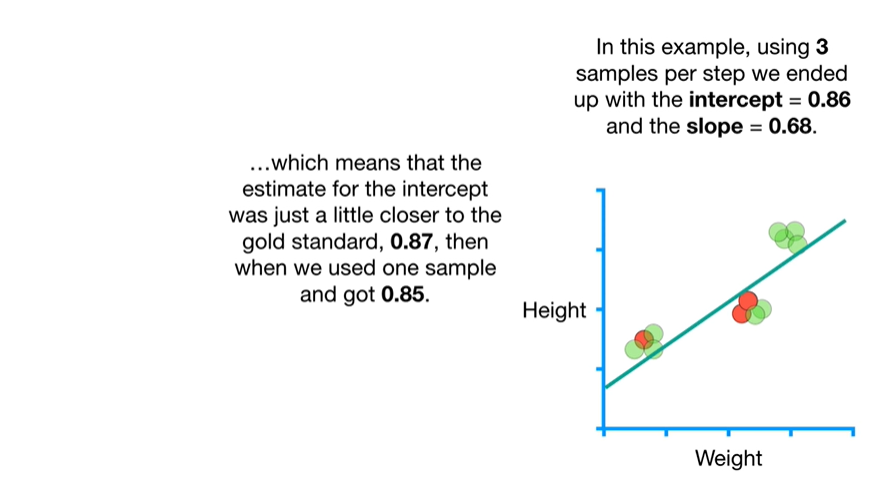 In this example, using 3
samples per step we ended
up with the intercept = 0.86
and the slope = 0.68.
…which means that the
estimate for the intercept
was just a little closer to the
gold standard, 0.87, then
when we used one sample
and got 0.85.
Height
Weight